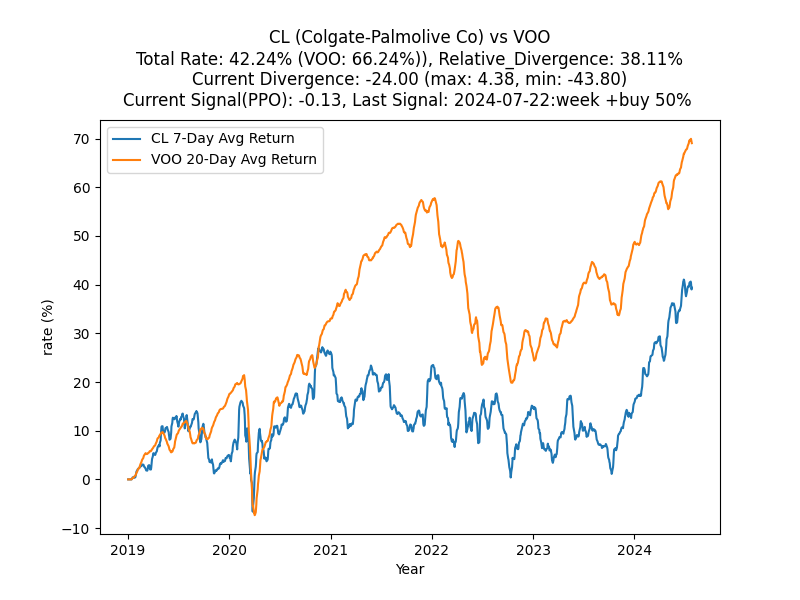 CL (Colgate-Palmolive Co) vs VOO
Total Rate: 42.24% (VOO: 66.24%)), Relative_Divergence: 38.11%
Current Divergence: -24.00 (max: 4.38, min: -43.80)
Current Signal(PPO): -0.13, Last Signal: 2024-07-22:week +buy 50%
CL 7-Day Avg Return
VOO 20-Day Avg Return
rate (%)
70
60
50
40
30
20
10
0
−10
2019
2020
2021
2022
2023
2024
Year